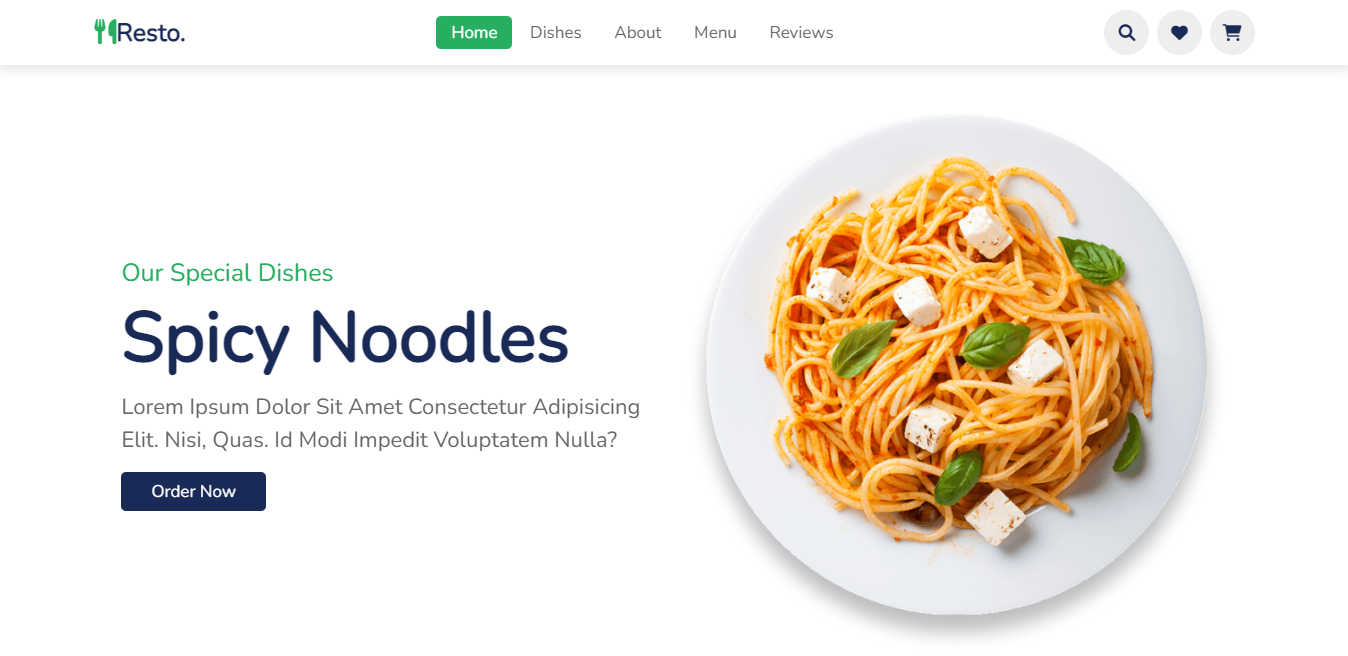 Resto.
Home Dishes About Menu Reviews
Our Special Dishes
Spicy Noodles
Lorem Ipsum Dolor Sit Amet Consectetur Adipisicing
Elit. Nisi, Quas. Id Modi Impedit Voluptatem Nulla?
Order Now